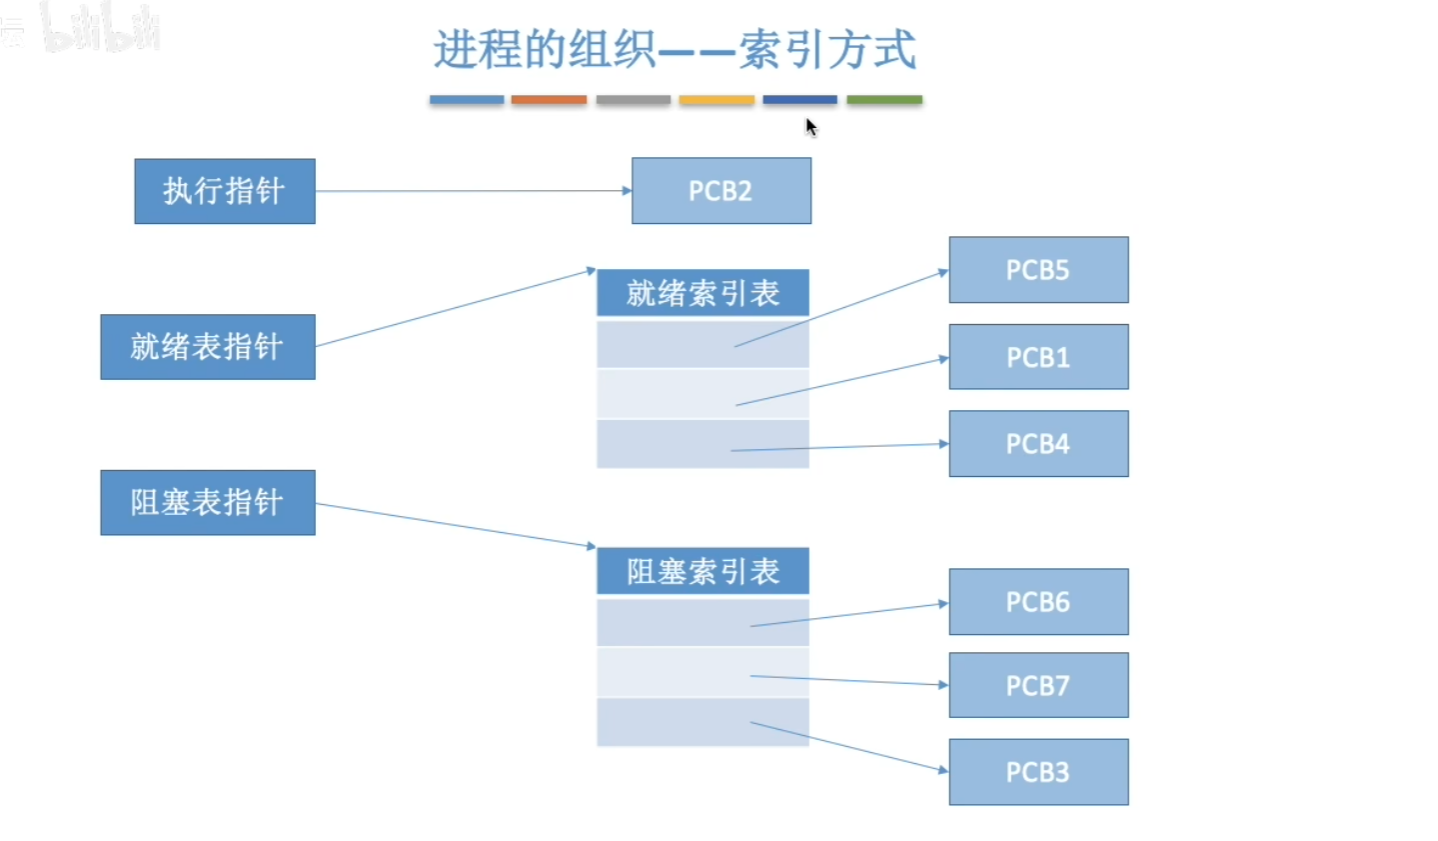 bilibili
进程的组织——索引方式
执行指针
PCB2
就绪表指针
就绪索引表
PCB5
PCB1
PCB4
阻塞表指针
阻塞索引表
PCB6
PCB7
PCB3